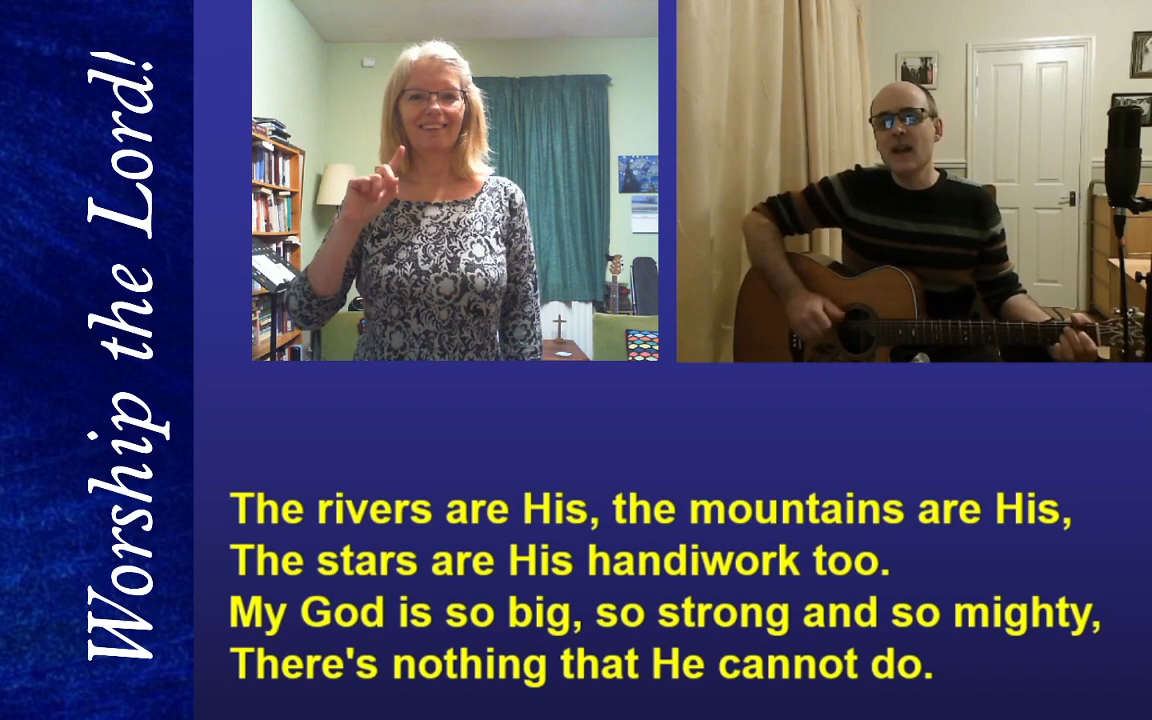 Worship the Lord!
The rivers are His, the mountains are His,
The stars are His handiwork too.
My God is so big, so strong and so mighty,
There's nothing that He cannot do.